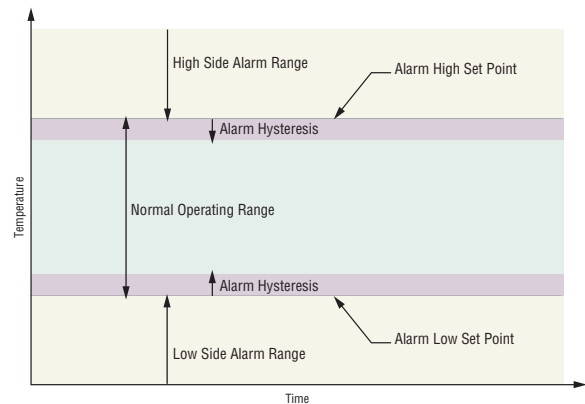 High Side Alarm Range
Alarm High Set Point
Alarm Hysteresis
Normal Operating Range
Temperature
Alarm Hysteresis
Alarm Low Set Point
Low Side Alarm Range
Time